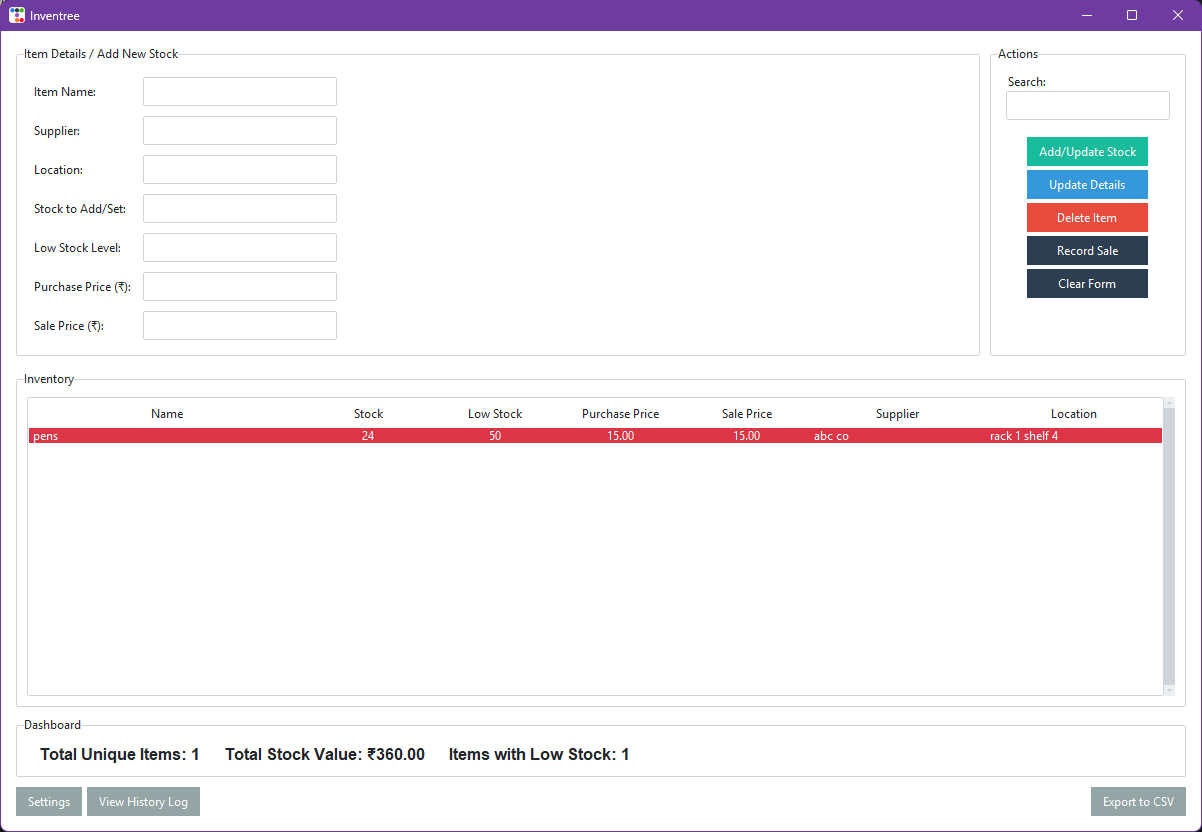 Inventree
Item Details / Add New Stock
Item Name:
Supplier:
Location:
Stock to Add/Set:
Low Stock Level:
Purchase Price (₹):
Sale Price (₹):
Actions
Search:
Add/Update Stock
Update Details
Delete Item
Record Sale
Clear Form
Inventory
Name Stock Low Stock Purchase Price Sale Price Supplier Location
pens 24 50 15.00 15.00 abc co rack 1 shelf 4
Dashboard
Total Unique Items: 1 Total Stock Value: ₹360.00 Items with Low Stock: 1
Settings View History Log Export to CSV